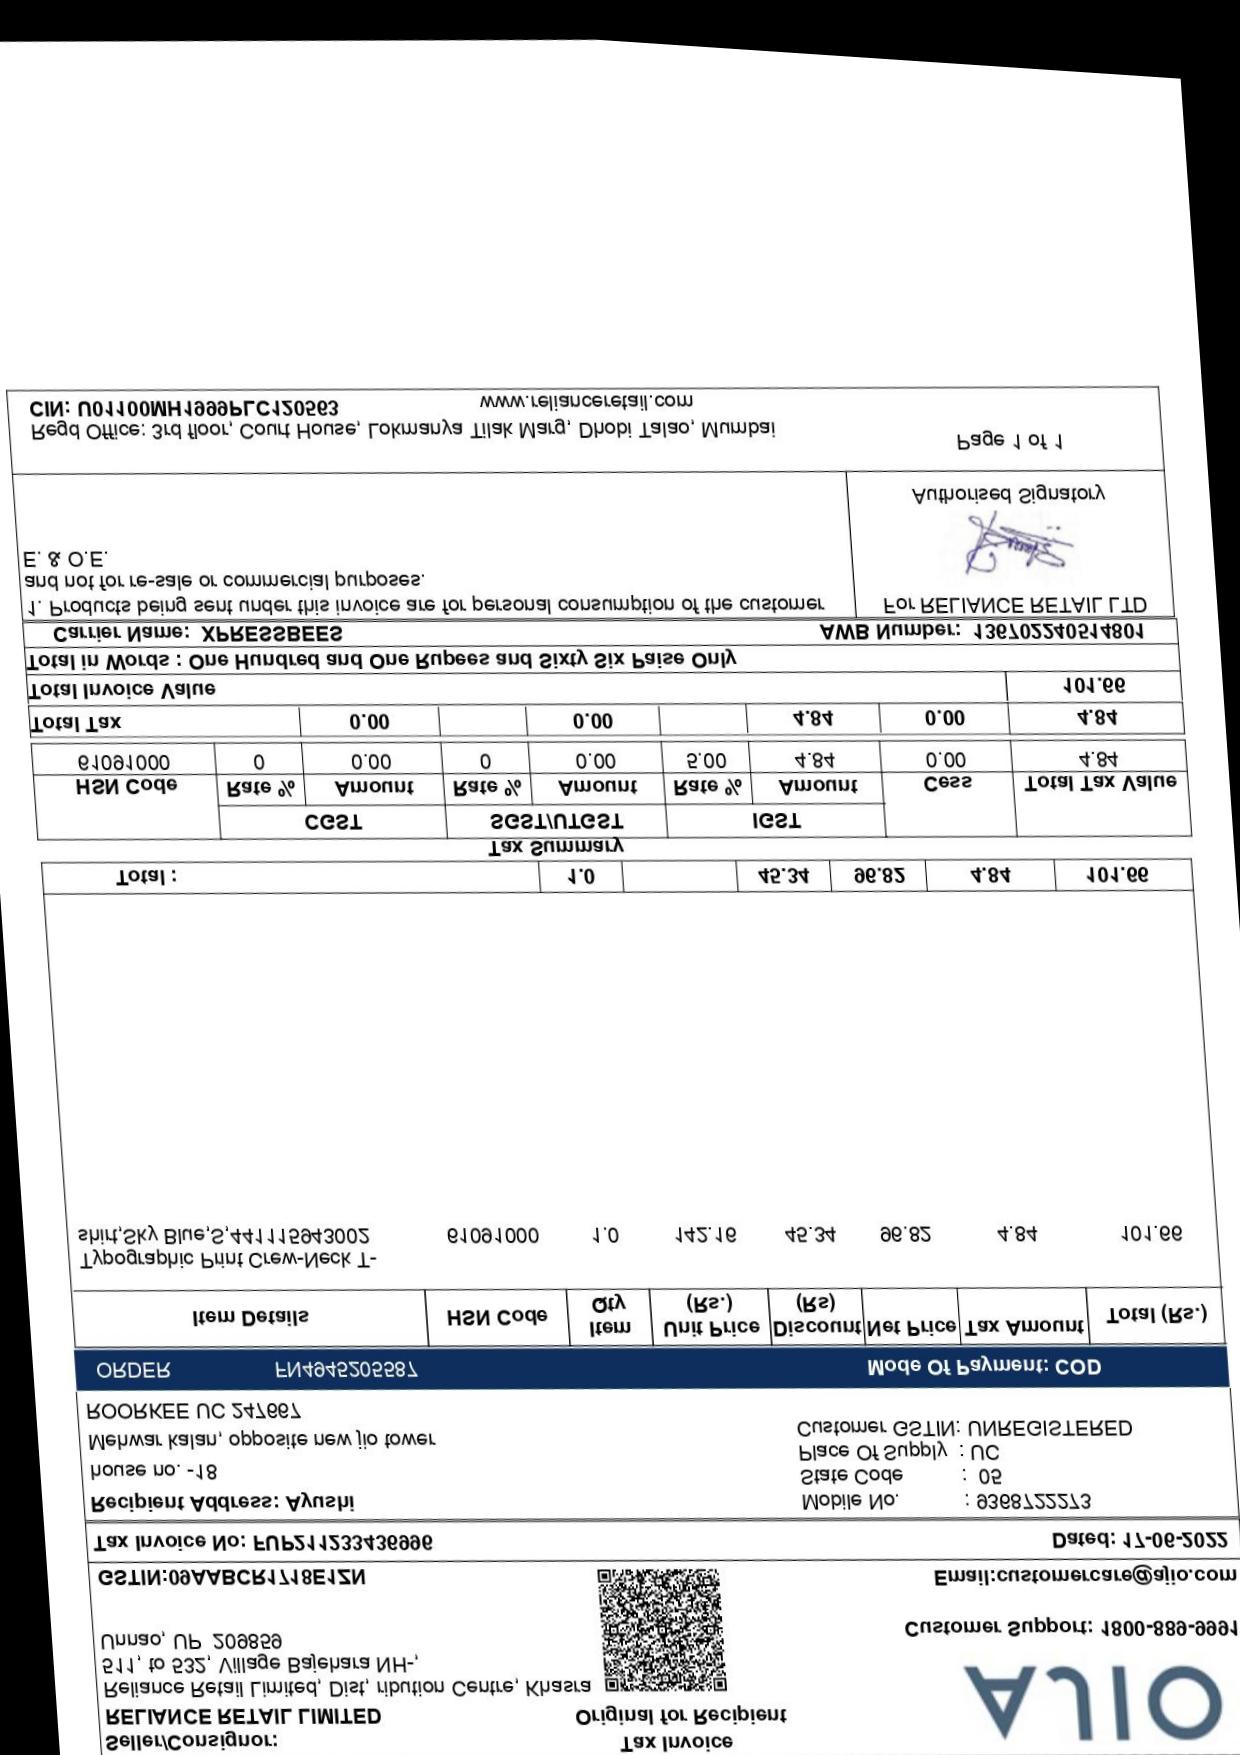 Tax Invoice
Original for Recipient
AJIO
Seller/Consignor:
RELIANCE RETAIL LIMITED
Reliance Retail Limited, Dist, ribution Centre, Khasra
511, to 532, Village Bajehara NH-,
Unnao, UP 209859
Customer Support: 1800-889-9991
GSTIN:09AABCR1718E1ZN
Email:customercare@ajio.com
Tax Invoice No: FUP211233436996 Dated: 17-06-2022
Recipient Address: Ayushi
house no. -18
Mehwar kalan, opposite new jio tower
ROORKEE UC 247667
Mobile No. : 9368722273
State Code : 05
Place Of Supply : UC
Customer GSTIN: UNREGISTERED
ORDER FN4945205587 Mode Of Payment: COD
Item Details HSN Code Item Qty Unit Price (Rs.) Discount (Rs) Net Price Tax Amount Total (Rs.)
Typographic Print Crew-Neck T-
shirt,Sky Blue,S,441115943002 61091000 1.0 142.16 45.34 96.82 4.84 101.66
Total : 1.0 45.34 96.82 4.84 101.66
Tax Summary
CGST SGST/UTGST IGST
HSN Code Rate % Amount Rate % Amount Rate % Amount Cess Total Tax Value
61091000 0 0.00 0 0.00 5.00 4.84 0.00 4.84
Total Tax 0.00 0.00 4.84 0.00 4.84
Total Invoice Value 101.66
Total in Words : One Hundred and One Rupees and Sixty Six Paise Only
Carrier Name: XPRESSBEES AWB Number: 136702240514801
1. Products being sent under this invoice are for personal consumption of the customer
and not for re-sale or commercial purposes.
E. & O.E.
For RELIANCE RETAIL LTD
Authorised Signatory
Regd Office: 3rd floor, Court House, Lokmanya Tilak Marg, Dhobi Talao, Mumbai
CIN: U01100MH1999PLC120563 www.relianceretail.com
Page 1 of 1